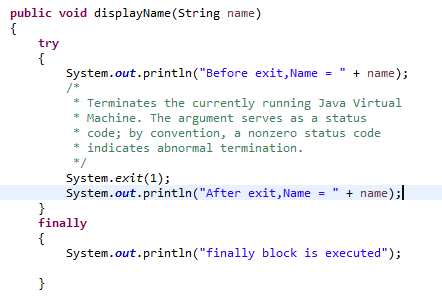 public void displayName(String name)
{
try
{
System.out.println("Before exit,Name = " + name);
/*
* Terminates the currently running Java Virtual
* Machine. The argument serves as a status
* code; by convention, a nonzero status code
* indicates abnormal termination.
*/
System.exit(1);
System.out.println("After exit,Name = " + name);
}
finally
{
System.out.println("finally block is executed");
}